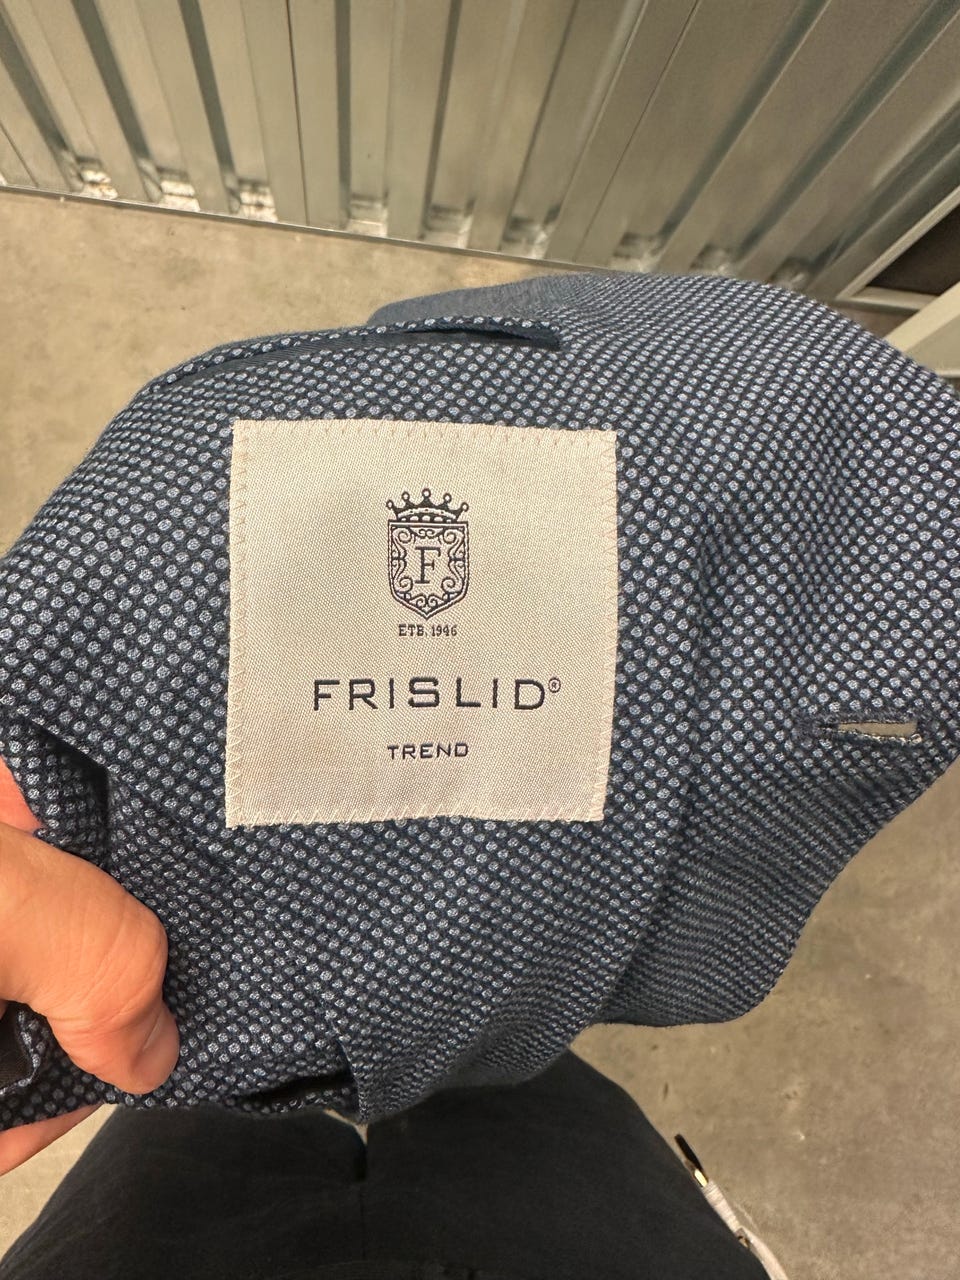 F
ETB. 1946
FRISLID®
TREND